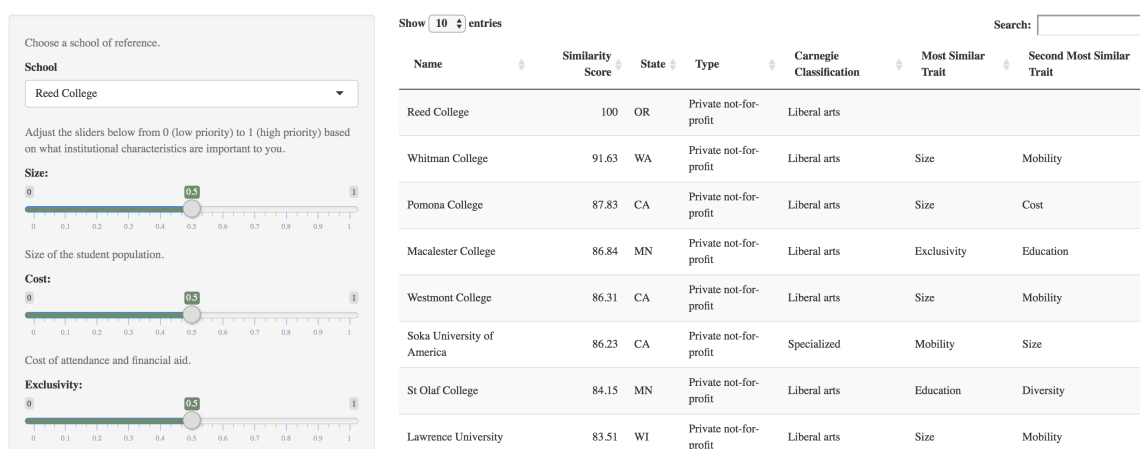 Choose a school of reference.
School
Reed College
Adjust the sliders below from 0 (low priority) to 1 (high priority) based
on what institutional characteristics are important to you.
Size:
0 0.5 1
0 0.1 0.2 0.3 0.4 0.5 0.6 0.7 0.8 0.9 1
Size of the student population.
Cost:
0 0.5 1
0 0.1 0.2 0.3 0.4 0.5 0.6 0.7 0.8 0.9 1
Cost of attendance and financial aid.
Exclusivity:
0 0.5 1
0 0.1 0.2 0.3 0.4 0.5 0.6 0.7 0.8 0.9 1
Show 10 entries
Search:
Name Similarity Score State Type Carnegie Classification Most Similar Trait Second Most Similar Trait
Reed College 100 OR Private not-for-profit Liberal arts
Whitman College 91.63 WA Private not-for-profit Liberal arts Size Mobility
Pomona College 87.83 CA Private not-for-profit Liberal arts Size Cost
Macalester College 86.84 MN Private not-for-profit Liberal arts Exclusivity Education
Westmont College 86.31 CA Private not-for-profit Liberal arts Size Mobility
Soka University of America 86.23 CA Private not-for-profit Specialized Mobility Size
St Olaf College 84.15 MN Private not-for-profit Liberal arts Education Diversity
Lawrence University 83.51 WI Private not-for-profit Liberal arts Size Mobility